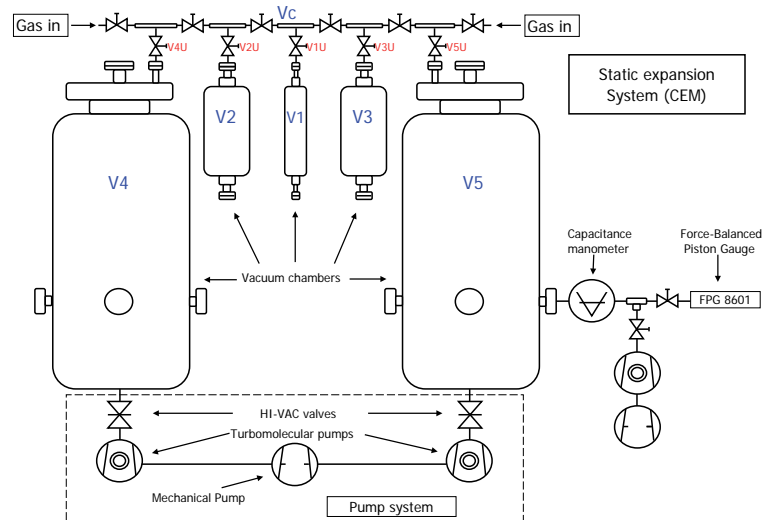 Gas in
Vc
Gas in
V4U
V2U
V1U
V3U
V5U
Static expansion
System (CEM)
V2
V1
V3
V4
V5
Capacitance
manometer
Force-Balanced
Piston Gauge
Vacuum chambers
FPG 8601
HI-VAC valves
Turbomolecular pumps
Mechanical Pump
Pump system